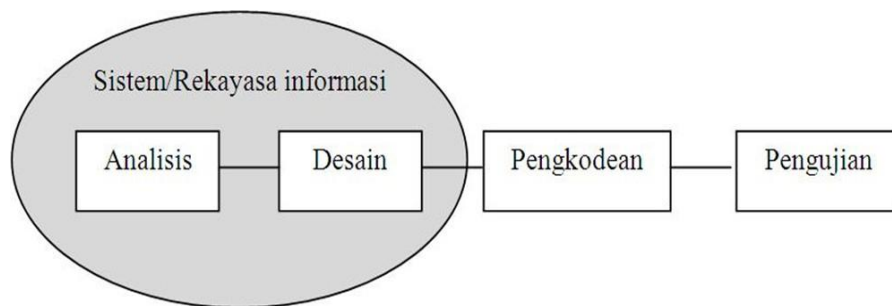 Sistem/Rekayasa informasi
Analisis
Desain
Pengkodean
Pengujian